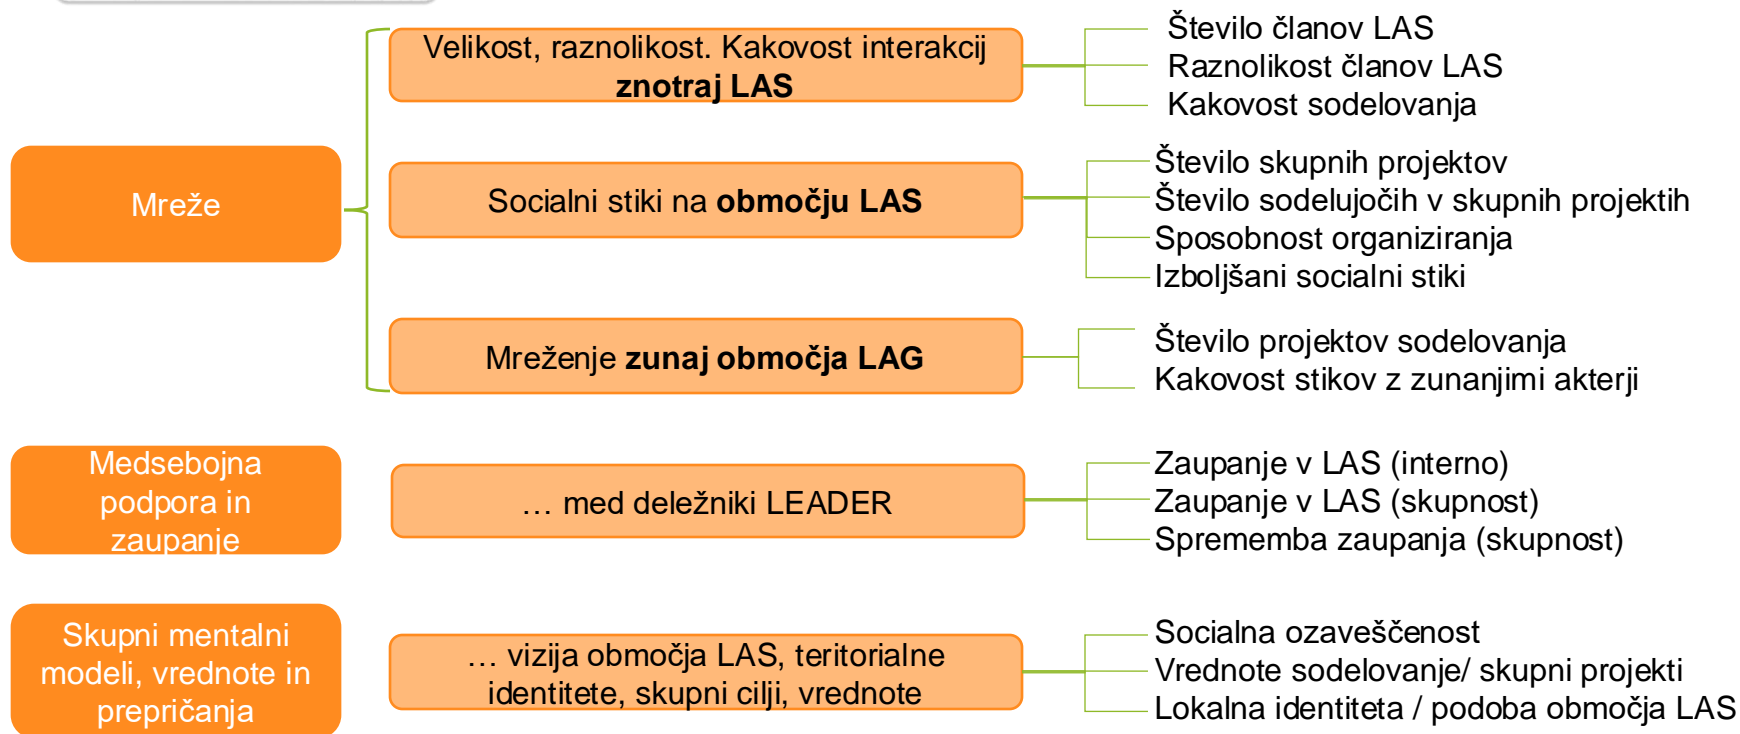 Mreže
Velikost, raznolikost. Kakovost interakcij
znotraj LAS
Število članov LAS
Raznolikost članov LAS
Kakovost sodelovanja
Socialni stiki na območju LAS
Število skupnih projektov
Število sodelujočih v skupnih projektih
Sposobnost organiziranja
Izboljšani socialni stiki
Mreženje zunaj območja LAG
Število projektov sodelovanja
Kakovost stikov z zunanjimi akterji
Medsebojna
podpora in
zaupanje
… med deležniki LEADER
Zaupanje v LAS (interno)
Zaupanje v LAS (skupnost)
Sprememba zaupanja (skupnost)
Skupni mentalni
modeli, vrednote in
prepričanja
… vizija območja LAS, teritorialne
identitete, skupni cilji, vrednote
Socialna ozaveščenost
Vrednote sodelovanje/ skupni projekti
Lokalna identiteta / podoba območja LAS